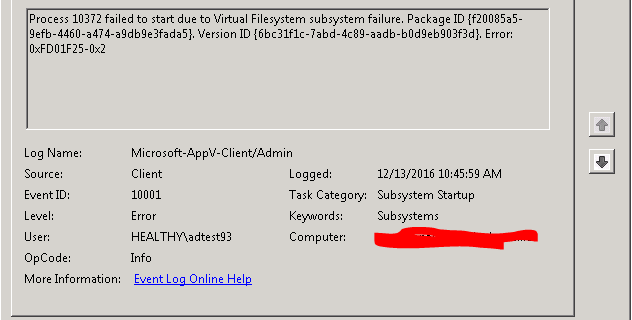 Process 10372 failed to start due to Virtual Filesystem subsystem failure. Package ID {f20085a5-
9efb-4460-a474-a9db9e3fada5}. Version ID {6bc31f1c-7abd-4c89-aadb-b0d9eb903f3d}. Error:
0xFD01F25-0x2
Log Name: Microsoft-AppV-Client/Admin
Source: Client Logged: 12/13/2016 10:45:59 AM
Event ID: 10001 Task Category: Subsystem Startup
Level: Error Keywords: Subsystems
User: HEALTHY\adtest93 Computer:
OpCode: Info
More Information: Event Log Online Help